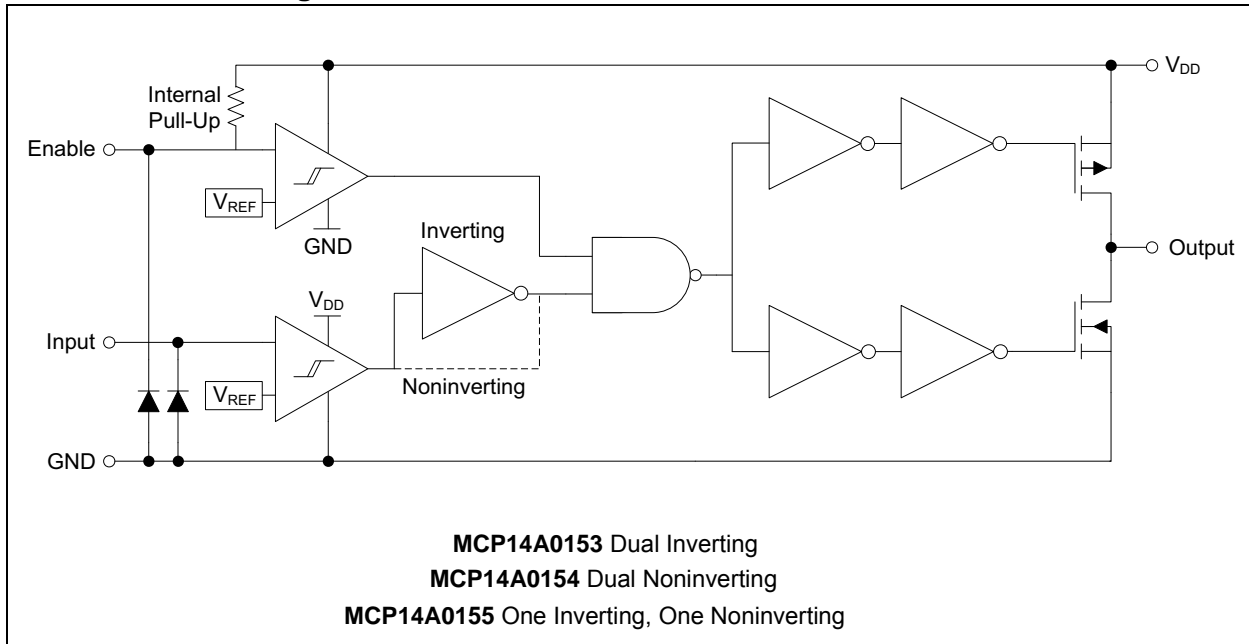 Internal
Pull-Up
V_DD
Enable
V_REF
GND
Inverting
Output
V_DD
Input
V_REF
Noninverting
GND
MCP14A0153 Dual Inverting
MCP14A0154 Dual Noninverting
MCP14A0155 One Inverting, One Noninverting